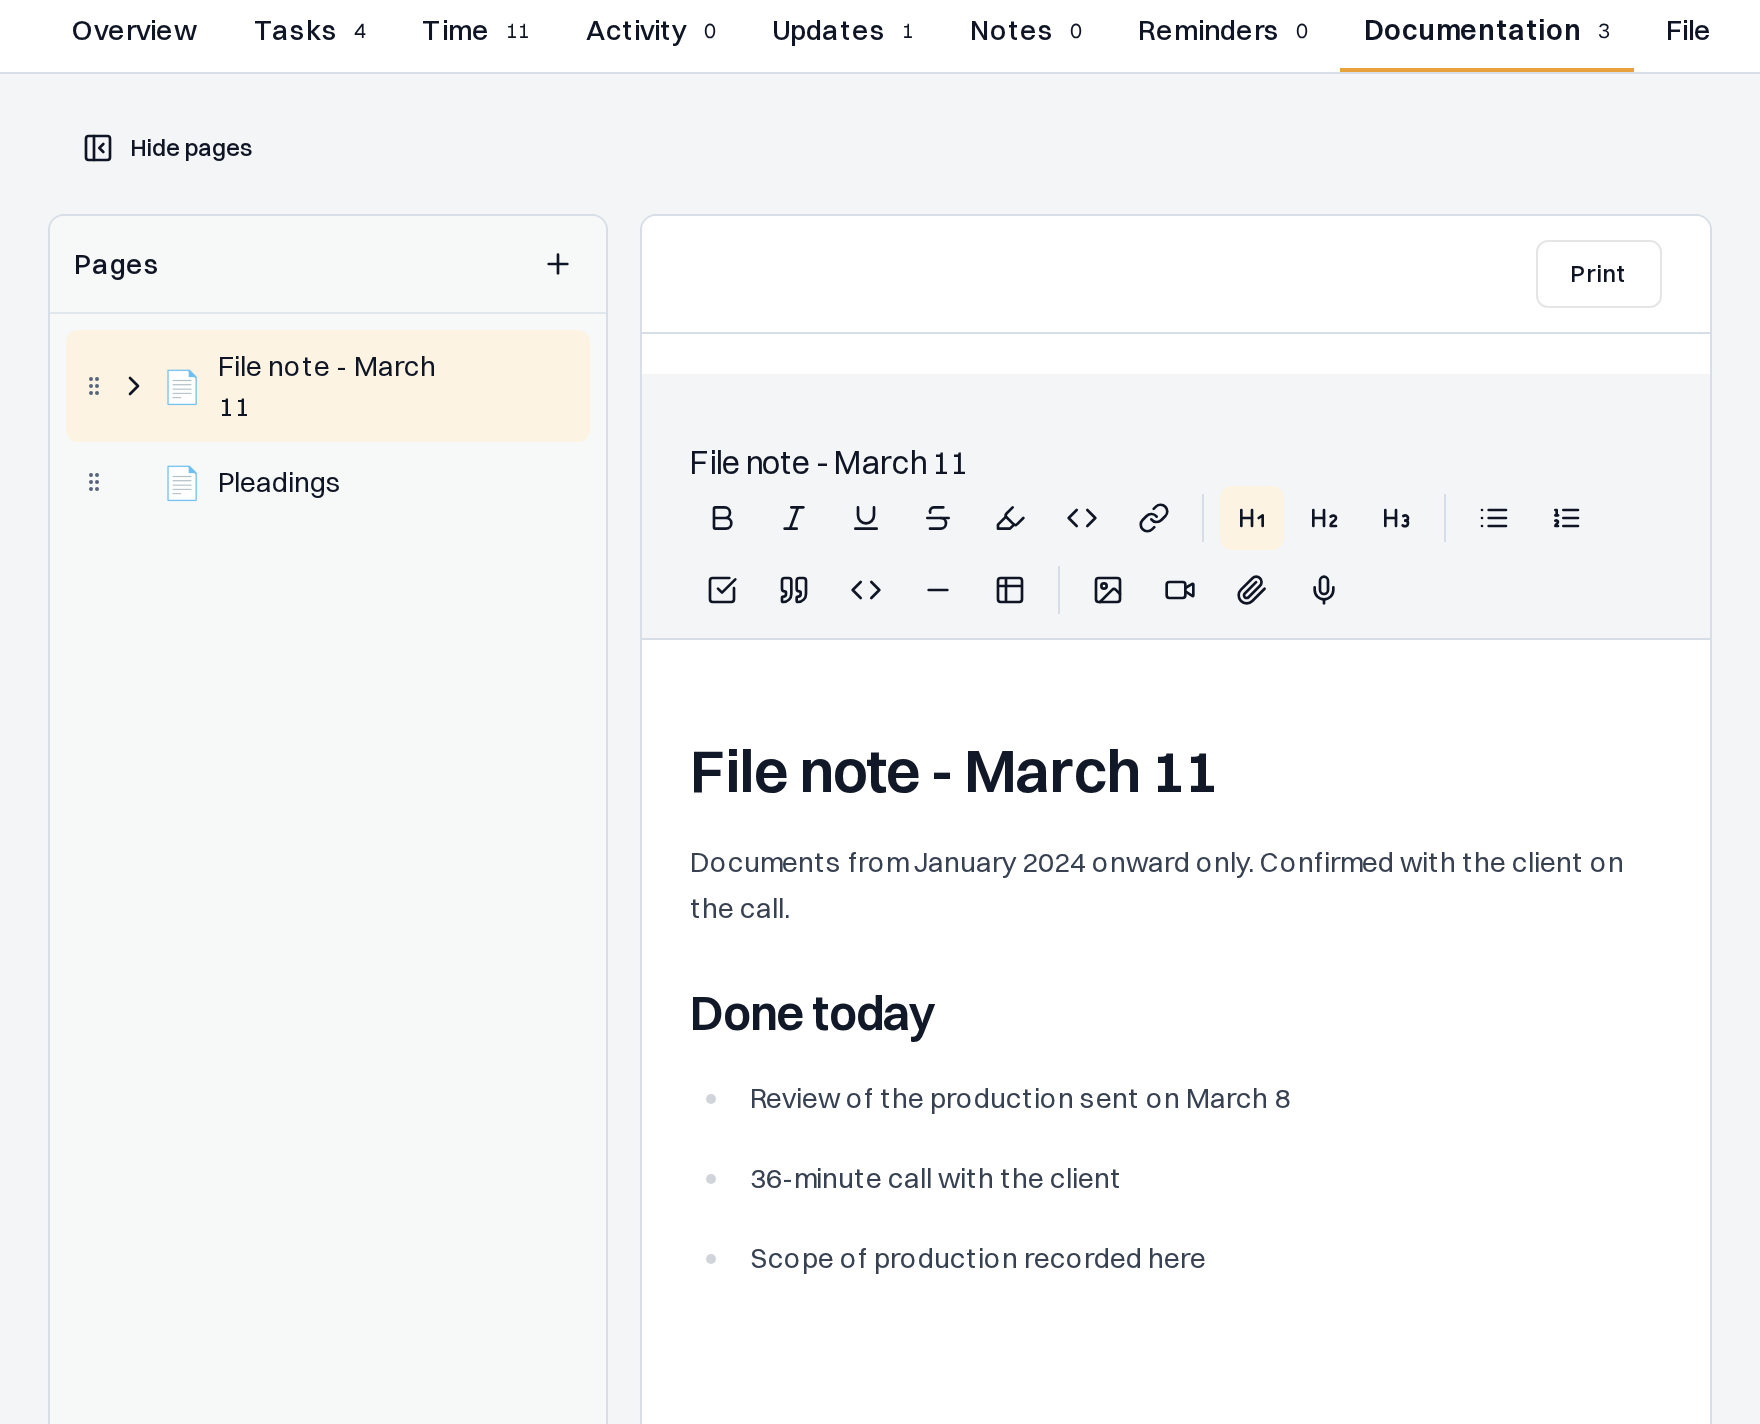 Overview Tasks 4 Time 11 Activity 0 Updates 1 Notes 0 Reminders 0 Documentation 3 File
Hide pages
Pages
Print
File note - March
11
Pleadings
File note - March 11
H1 H2 H3
File note - March 11
Documents from January 2024 onward only. Confirmed with the client on
the call.
Done today
Review of the production sent on March 8
36-minute call with the client
Scope of production recorded here